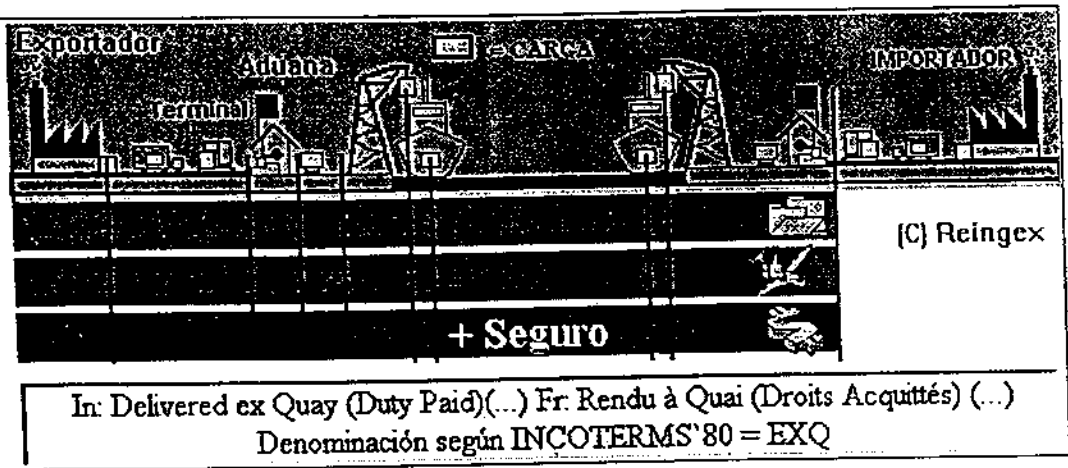 Exportador
Aduana
Terminal
= CARGA
IMPORTADOR
(C) Reingex
+ Seguro
In: Delivered ex Quay (Duty Paid)(...) Fr: Rendu à Quai (Droits Acquittés) (...)
Denominación según INCOTERMS`80 = EXQ